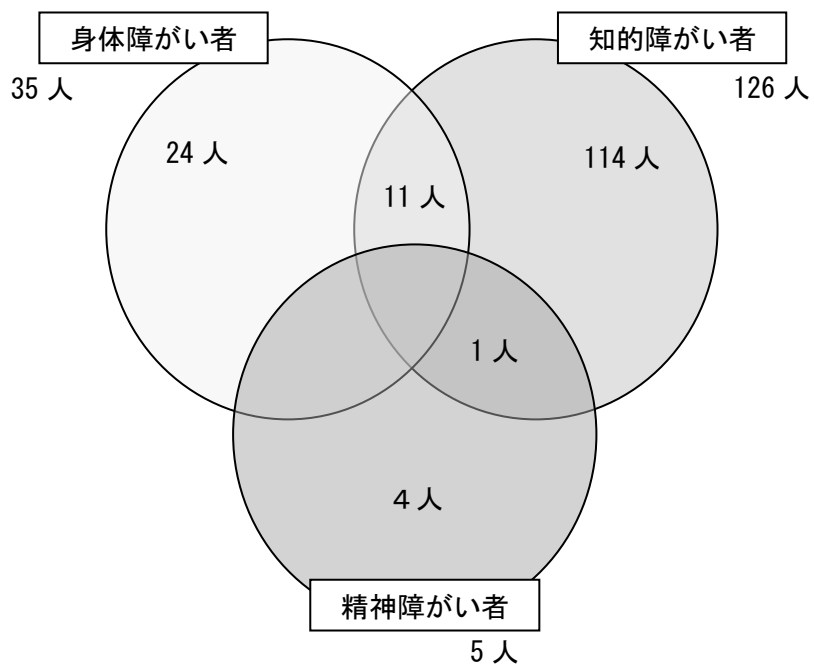 身体障がい者
知的障がい者
35 人
126 人
24 人
114 人
11 人
1 人
4 人
精神障がい者
5 人